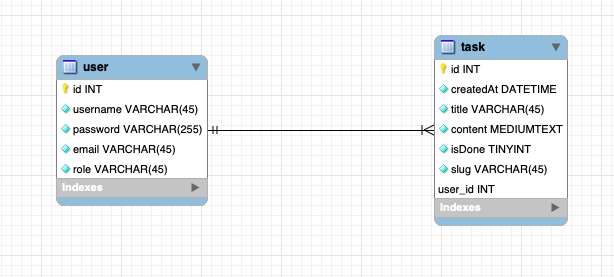 user
id INT
username VARCHAR(45)
password VARCHAR(255)
email VARCHAR(45)
role VARCHAR(45)
Indexes
task
id INT
createdAt DATETIME
title VARCHAR(45)
content MEDIUMTEXT
isDone TINYINT
slug VARCHAR(45)
user_id INT
Indexes